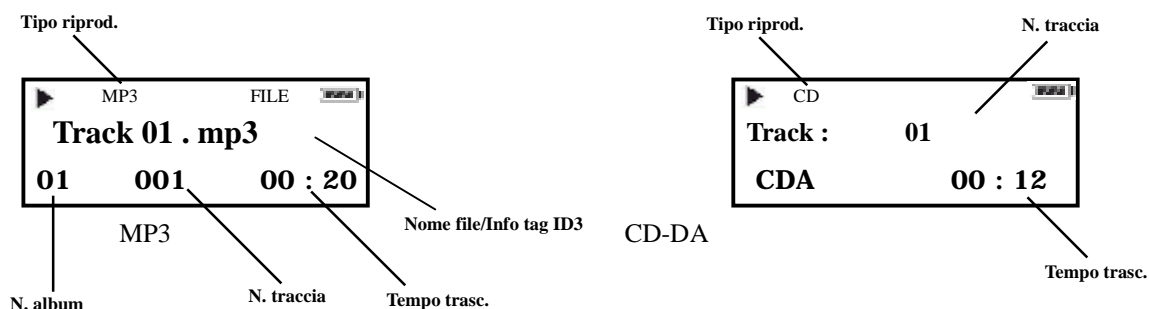 Tipo riprod.
MP3 FILE
Track 01 . mp3
01 001 00 : 20
Nome file/Info tag ID3
MP3
N. album
N. traccia
Tempo trasc.
Tipo riprod.
N. traccia
CD
Track : 01
CDA 00 : 12
CD-DA
Tempo trasc.